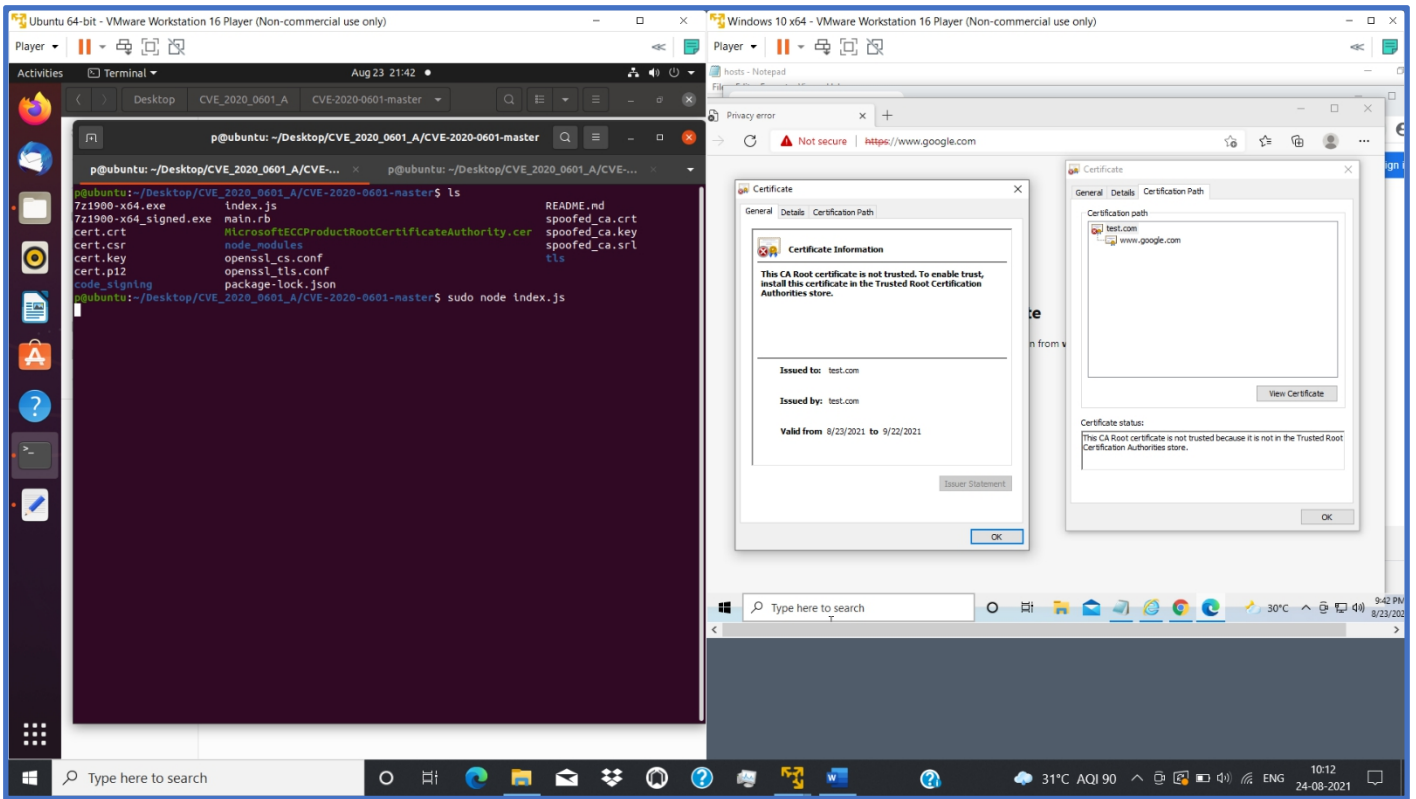 Ubuntu 64-bit - VMware Workstation 16 Player (Non-commercial use only)
Player
Activities
Terminal
Aug 23 21:42
Desktop
CVE_2020_0601_A
CVE-2020-0601-master
p@ubuntu: ~/Desktop/CVE_2020_0601_A/CVE-2020-0601-master
p@ubuntu: ~/Desktop/CVE_2020_0601_A/CVE-...
p@ubuntu: ~/Desktop/CVE_2020_0601_A/CVE-...
p@ubuntu:~/Desktop/CVE_2020_0601_A/CVE-2020-0601-master$ ls
7z1900-x64.exe index.js README.md
7z1900-x64_signed.exe main.rb spoofed_ca.crt
cert.crt MicrosoftECCProductRootCertificateAuthority.cer spoofed_ca.key
cert.csr node_modules spoofed_ca.srl
cert.key openssl_cs.conf tls
cert.p12 openssl_tls.conf
code_signing package-lock.json
p@ubuntu:~/Desktop/CVE_2020_0601_A/CVE-2020-0601-master$ sudo node index.js
Windows 10 x64 - VMware Workstation 16 Player (Non-commercial use only)
Player
hosts - Notepad
Privacy error
Not secure
https://www.google.com
Certificate
General Details Certification Path
Certificate Information
This CA Root certificate is not trusted. To enable trust,
install this certificate in the Trusted Root Certification
Authorities store.
Issued to: test.com
Issued by: test.com
Valid from 8/23/2021 to 9/22/2021
Issuer Statement
OK
n from
Certificate
General Details Certification Path
Certification path
test.com
www.google.com
View Certificate
Certificate status:
This CA Root certificate is not trusted because it is not in the Trusted Root
Certification Authorities store.
OK
Type here to search
30°C
9:42 PM
8/23/202
Type here to search
31°C AQI 90
ENG
10:12
24-08-2021